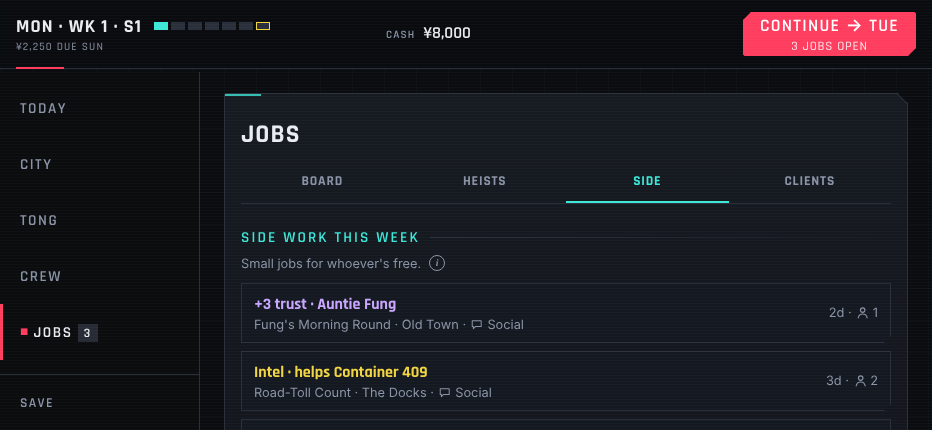 MON · WK 1 · S1
¥2,250 DUE SUN
CASH ¥8,000
CONTINUE → TUE
3 JOBS OPEN
TODAY
CITY
TONG
CREW
JOBS 3
SAVE
JOBS
BOARD HEISTS SIDE CLIENTS
SIDE WORK THIS WEEK
Small jobs for whoever's free. i
+3 trust · Auntie Fung
Fung's Morning Round · Old Town · Social
2d · 1
Intel · helps Container 409
Road-Toll Count · The Docks · Social
3d · 2